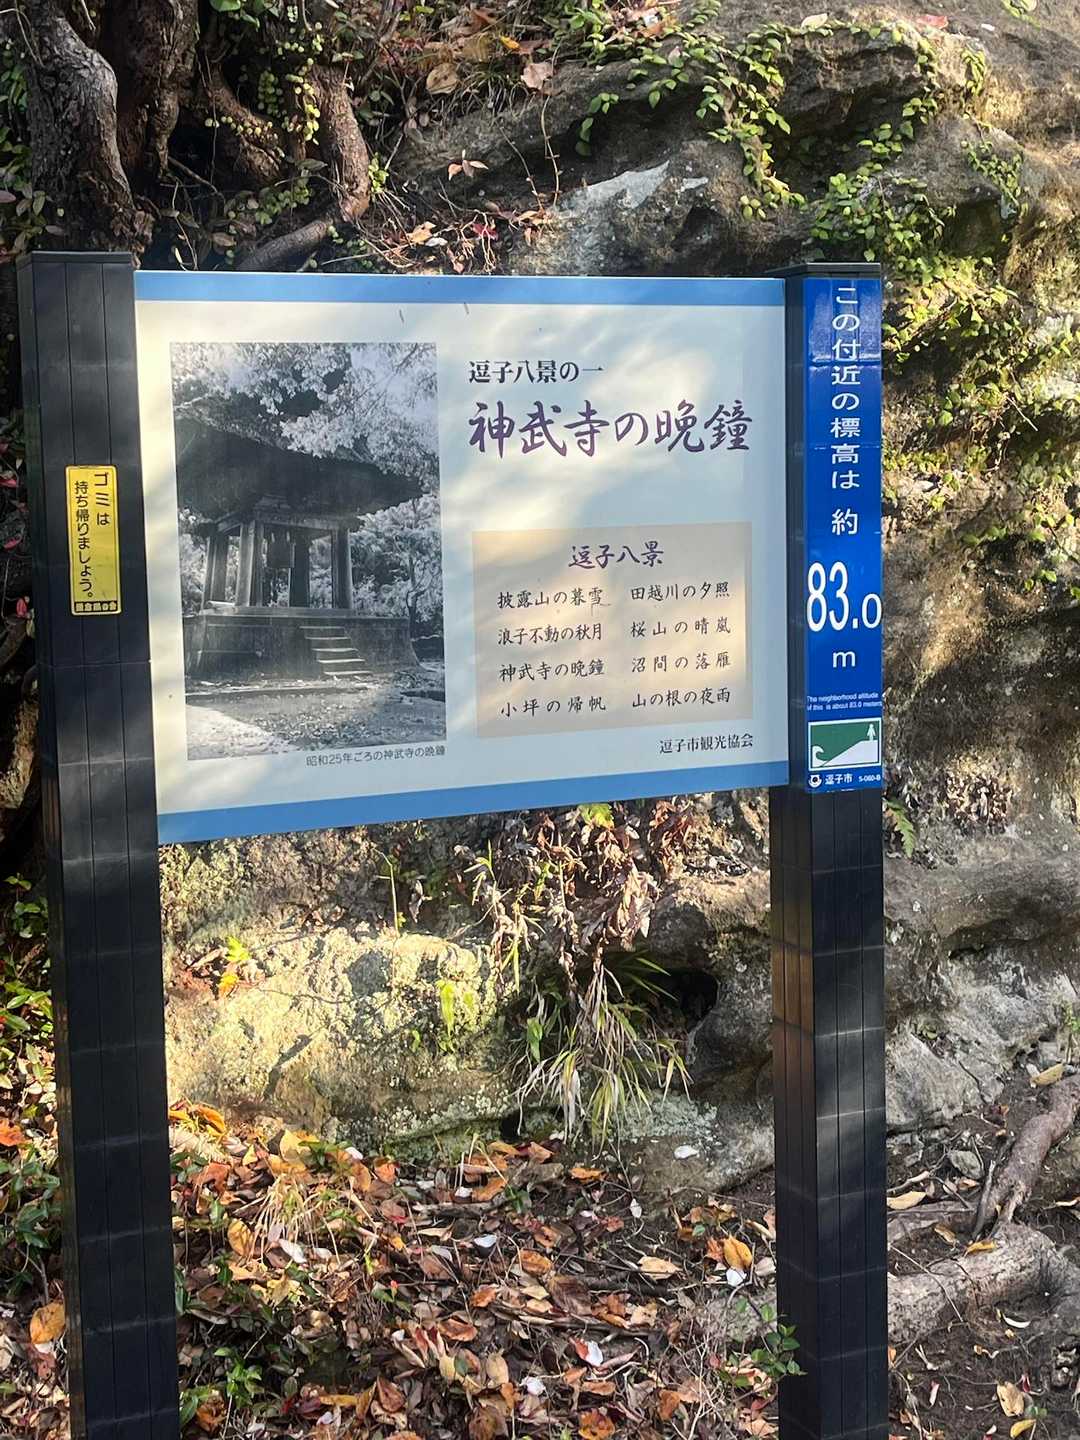 逗子八景の一
神武寺の晩鐘
逗子八景
披露山の暮雪 田越川の夕照
浪子不動の秋月 桜山の晴嵐
神武寺の晩鐘 沼間の落雁
小坪の帰帆 山の根の夜雨
昭和25年ごろの神武寺の晩鐘
逗子市観光協会
ゴミは
持ち帰りましょう。
この付近の標高は 約
83.0
m
The neighborhood altitude
of this is about 83.0 meters
逗子市 S-060-B